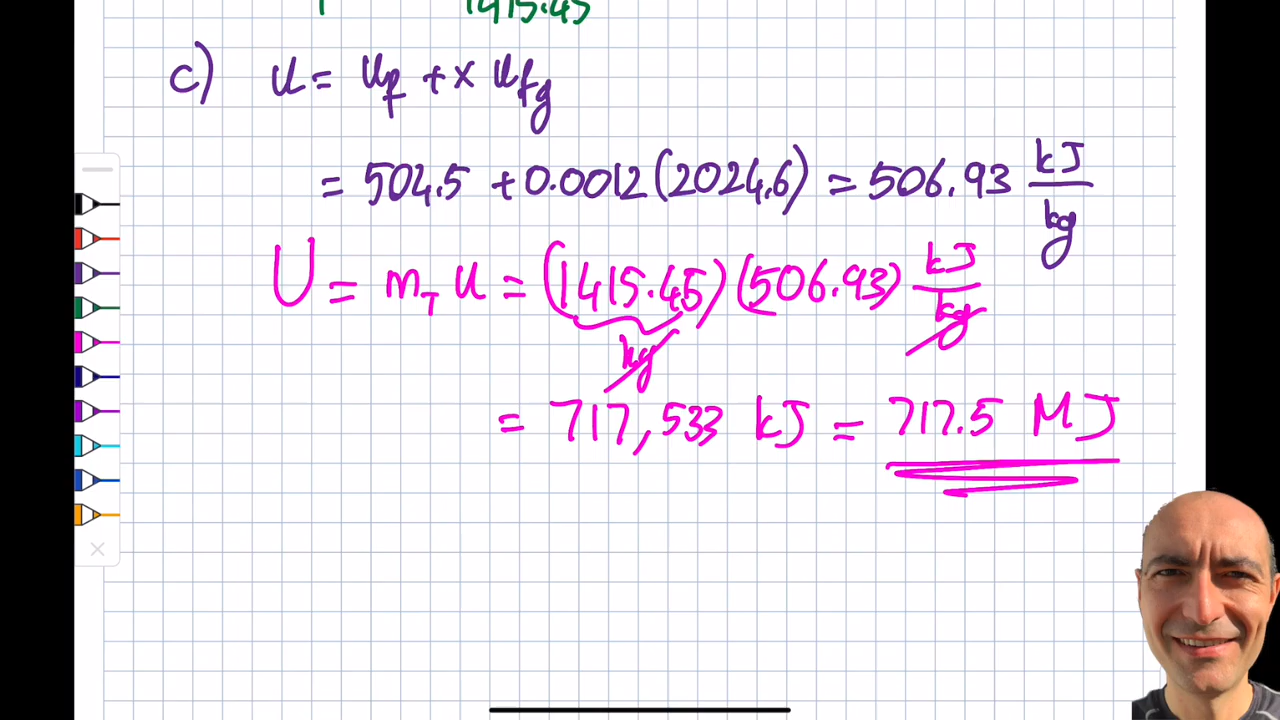 1415.45
c) u = uf + x ufg
= 504.5 + 0.0012 (2024.6) = 506.93 kJ/kg
U = mT u = (1415.45) (506.93) kJ/kg
kg
= 717,533 kJ = 717.5 MJ